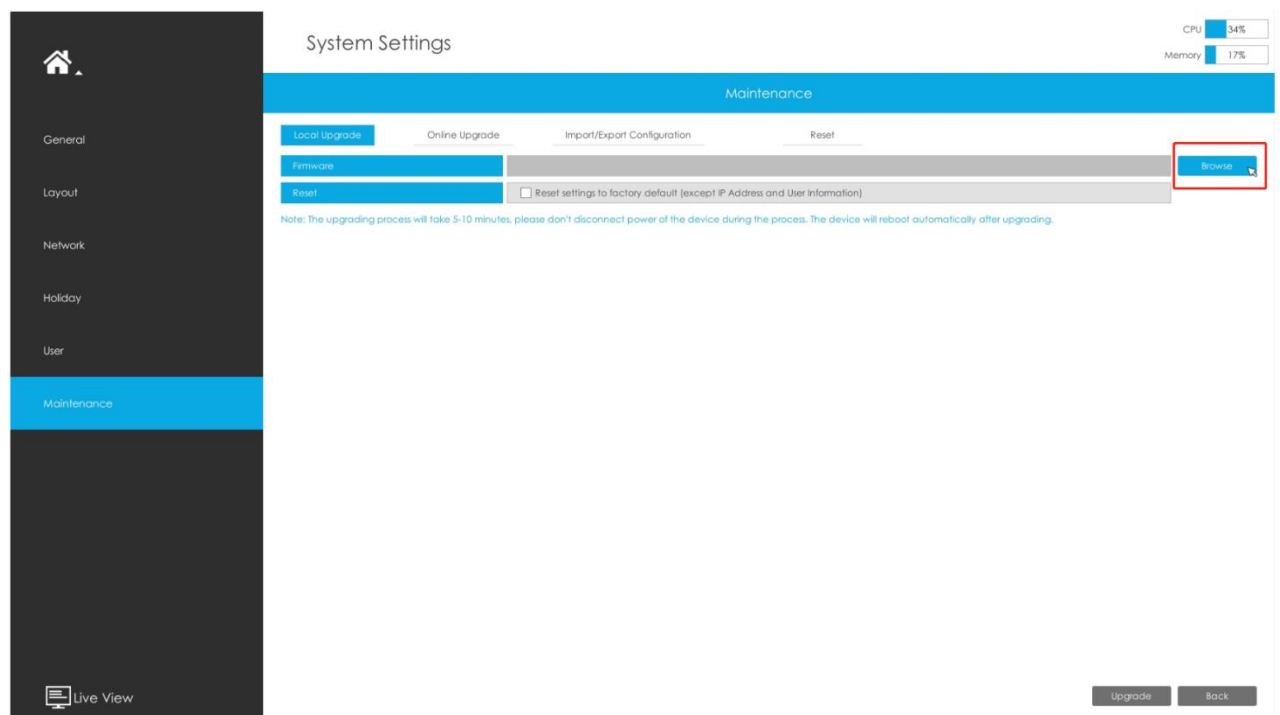 System Settings
CPU 34%
Memory 17%
Maintenance
General
Layout
Network
Holiday
User
Maintenance
Live View
Local Upgrade Online Upgrade Import/Export Configuration Reset
Firmware Browse
Reset Reset settings to factory default (except IP Address and User Information)
Note: The upgrading process will take 5-10 minutes, please don't disconnect power of the device during the process. The device will reboot automatically after upgrading.
Upgrade Back